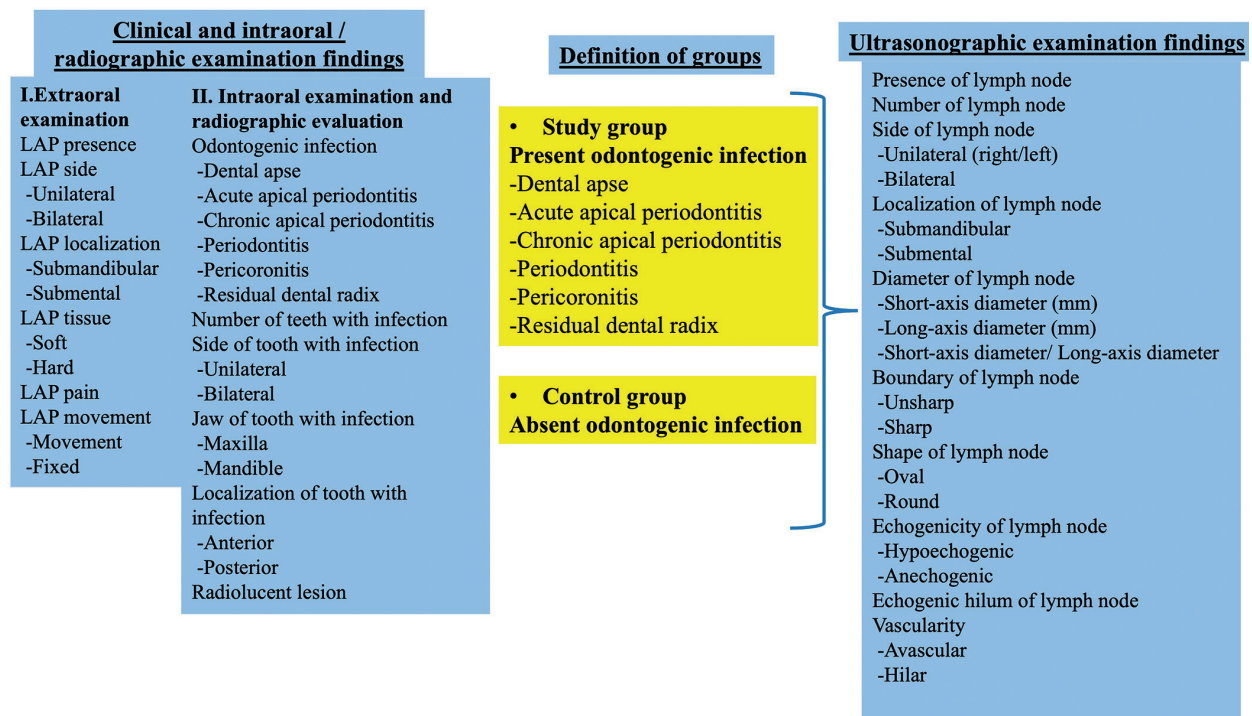 Clinical and intraoral /
radiographic examination findings
I.Extraoral
examination
LAP presence
LAP side
-Unilateral
-Bilateral
LAP localization
-Submandibular
-Submental
LAP tissue
-Soft
-Hard
LAP pain
LAP movement
-Movement
-Fixed
II. Intraoral examination and
radiographic evaluation
Odontogenic infection
-Dental apse
-Acute apical periodontitis
-Chronic apical periodontitis
-Periodontitis
-Pericoronitis
-Residual dental radix
Number of teeth with infection
Side of tooth with infection
-Unilateral
-Bilateral
Jaw of tooth with infection
-Maxilla
-Mandible
Localization of tooth with
infection
-Anterior
-Posterior
Radiolucent lesion
Definition of groups
• Study group
Present odontogenic infection
-Dental apse
-Acute apical periodontitis
-Chronic apical periodontitis
-Periodontitis
-Pericoronitis
-Residual dental radix
• Control group
Absent odontogenic infection
Ultrasonographic examination findings
Presence of lymph node
Number of lymph node
Side of lymph node
-Unilateral (right/left)
-Bilateral
Localization of lymph node
-Submandibular
-Submental
Diameter of lymph node
-Short-axis diameter (mm)
-Long-axis diameter (mm)
-Short-axis diameter/ Long-axis diameter
Boundary of lymph node
-Unsharp
-Sharp
Shape of lymph node
-Oval
-Round
Echogenicity of lymph node
-Hypoechogenic
-Anechogenic
Echogenic hilum of lymph node
Vascularity
-Avascular
-Hilar